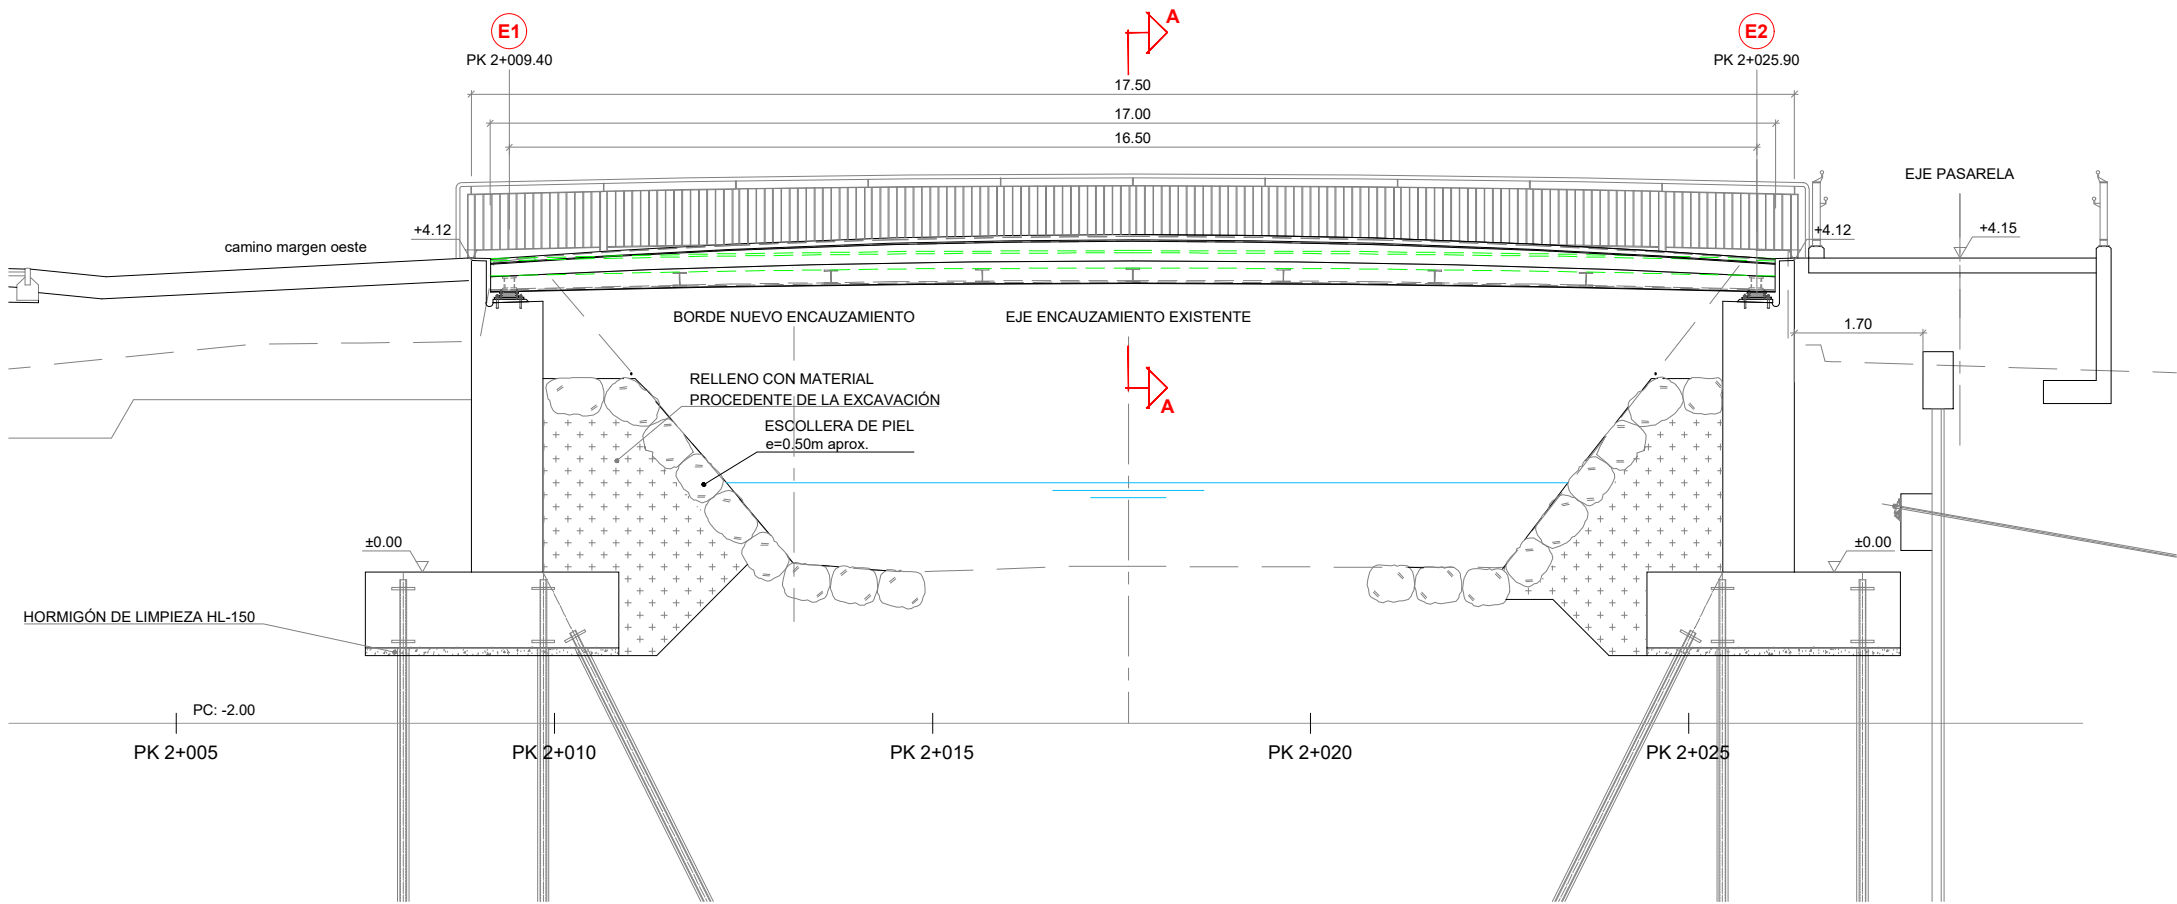 E1
A
E2
PK 2+009.40
PK 2+025.90
17.50
17.00
16.50
EJE PASARELA
+4.12
+4.12
+4.15
camino margen oeste
BORDE NUEVO ENCAUZAMIENTO
EJE ENCAUZAMIENTO EXISTENTE
1.70
RELLENO CON MATERIAL
PROCEDENTE DE LA EXCAVACIÓN
A
ESCOLLERA DE PIEL
e=0.50m aprox.
±0.00
±0.00
HORMIGÓN DE LIMPIEZA HL-150
PC: -2.00
PK 2+005
PK 2+010
PK 2+015
PK 2+020
PK 2+025